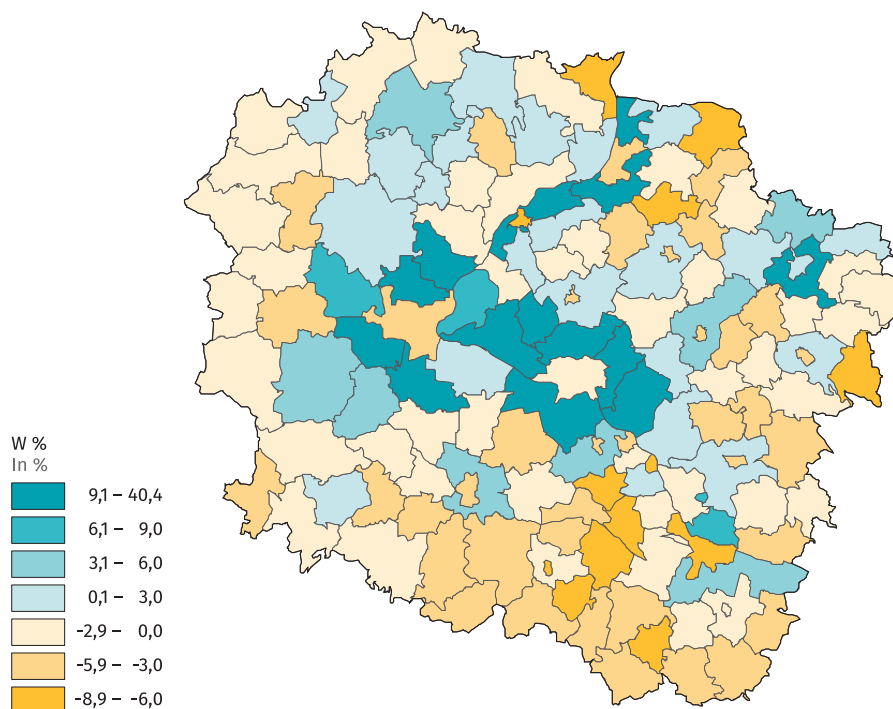 W %
In %
9,1 – 40,4
6,1 – 9,0
3,1 – 6,0
0,1 – 3,0
-2,9 – 0,0
-5,9 – -3,0
-8,9 – -6,0